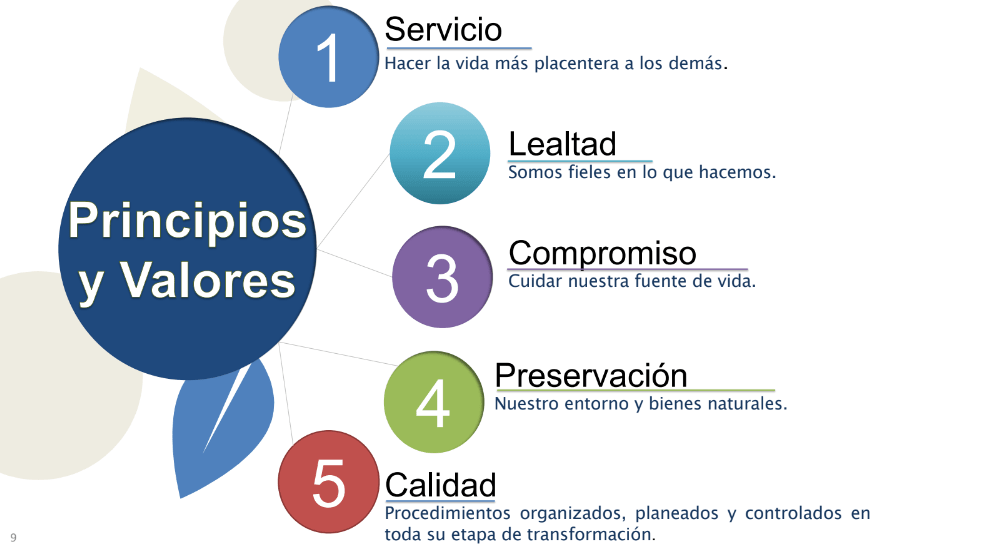 Principios
y Valores
1
Servicio
Hacer la vida más placentera a los demás.
2
Lealtad
Somos fieles en lo que hacemos.
3
Compromiso
Cuidar nuestra fuente de vida.
4
Preservación
Nuestro entorno y bienes naturales.
5
Calidad
Procedimientos organizados, planeados y controlados en
toda su etapa de transformación.
9